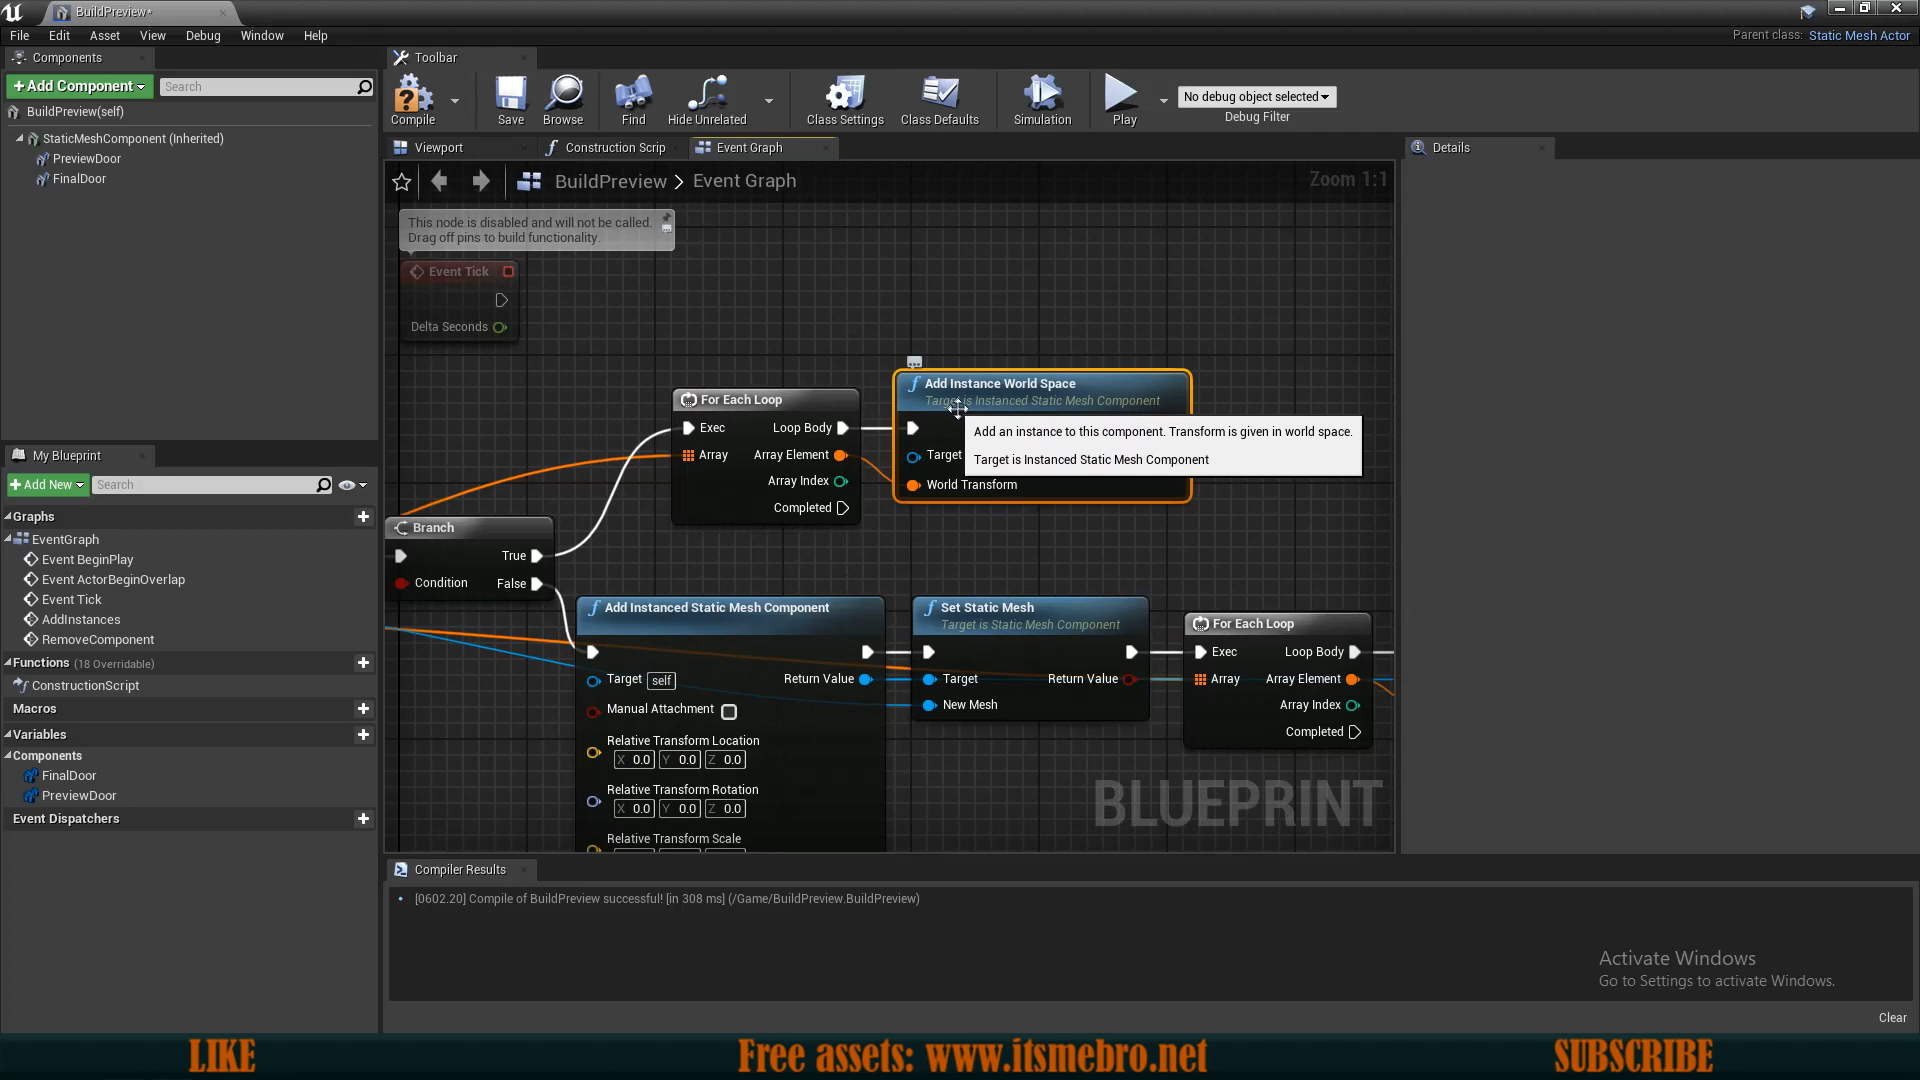 BuildPreview*
File Edit Asset View Debug Window Help
Parent class: Static Mesh Actor
Components
+Add Component
Search
BuildPreview(self)
StaticMeshComponent (Inherited)
PreviewDoor
FinalDoor
Toolbar
Compile
Save
Browse
Find
Hide Unrelated
Class Settings
Class Defaults
Simulation
Play
No debug object selected
Debug Filter
Viewport
Construction Scrip
Event Graph
Details
BuildPreview > Event Graph
Zoom 1:1
This node is disabled and will not be called.
Drag off pins to build functionality.
Event Tick
Delta Seconds
For Each Loop
Exec Loop Body
Array Array Element
Array Index
Completed
Add Instance World Space
Target is Instanced Static Mesh Component
Target
World Transform
Add an instance to this component. Transform is given in world space.
Target is Instanced Static Mesh Component
Branch
True
Condition False
Add Instanced Static Mesh Component
Target self Return Value
Manual Attachment
Relative Transform Location
X 0.0 Y 0.0 Z 0.0
Relative Transform Rotation
X 0.0 Y 0.0 Z 0.0
Relative Transform Scale
Set Static Mesh
Target is Static Mesh Component
Target Return Value
New Mesh
For Each Loop
Exec Loop Body
Array Array Element
Array Index
Completed
BLUEPRINT
My Blueprint
+Add New
Search
Graphs
EventGraph
Event BeginPlay
Event ActorBeginOverlap
Event Tick
AddInstances
RemoveComponent
Functions (18 Overridable)
ConstructionScript
Macros
Variables
Components
FinalDoor
PreviewDoor
Event Dispatchers
Compiler Results
[0602.20] Compile of BuildPreview successful! [in 308 ms] (/Game/BuildPreview.BuildPreview)
Activate Windows
Go to Settings to activate Windows.
Clear
LIKE
Free assets: www.itsmebro.net
SUBSCRIBE